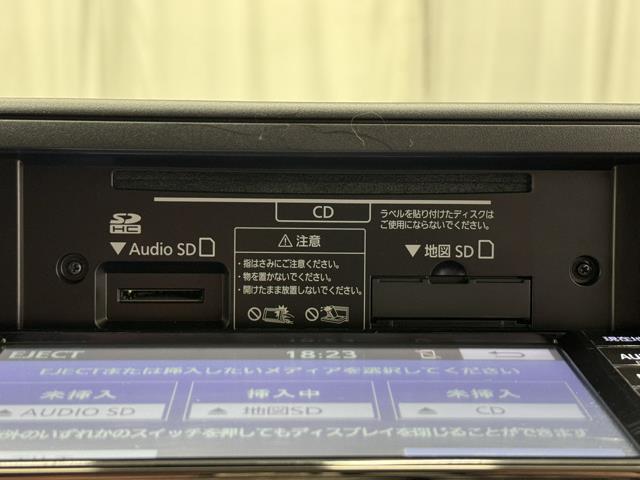 CD
ラベルを貼り付けたディスクは
ご使用にならないでください。
SD
HC
▼Audio SD
⚠注意
・指はさみにご注意ください。
・物を置かないでください。
・開けたまま放置しないでください。
▼地図 SD
EJECT
18:23
EJECTまたは挿入したいメディアを選択してください
未挿入
挿入中
未挿入
AUDIO SD
地図SD
CD
のいずれかのスイッチを押してもディスプレイを閉じることができます
現在地